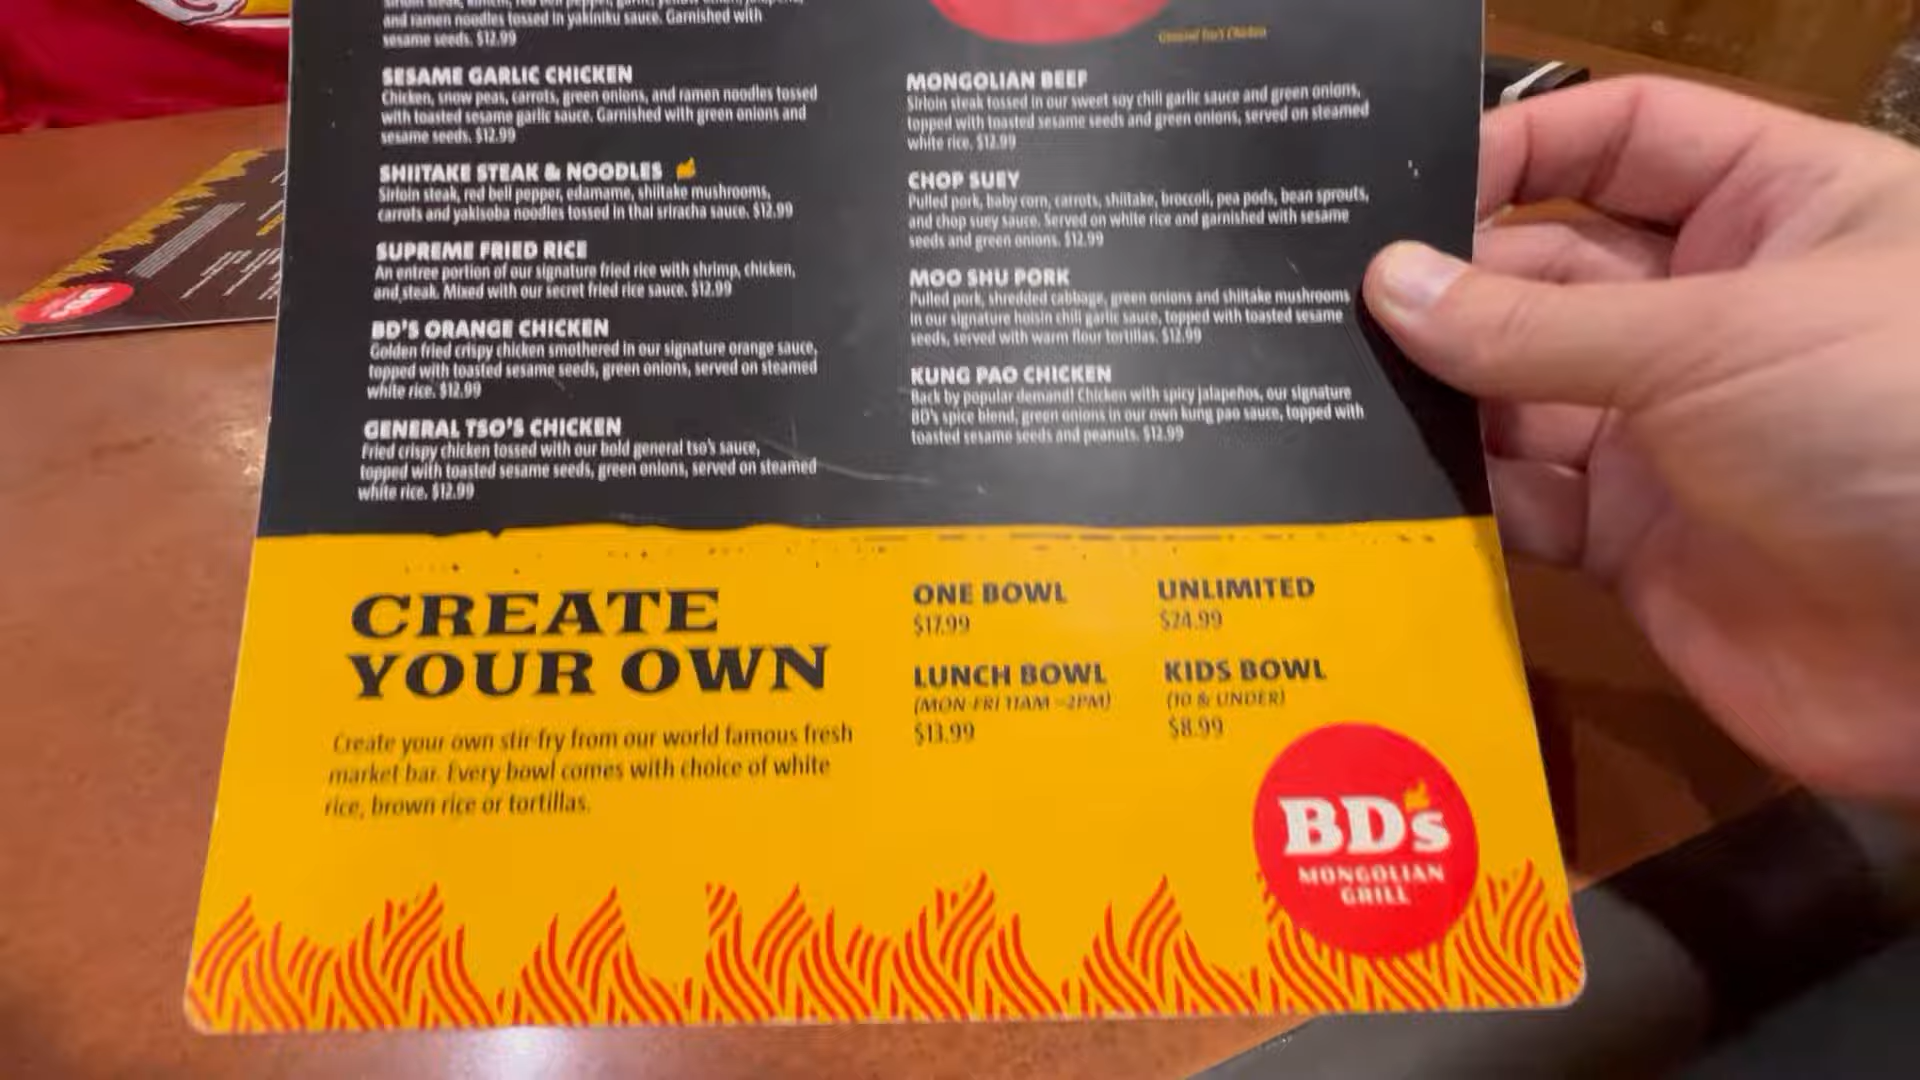 and ramen noodles tossed in yakiniku sauce. Garnished with
sesame seeds. $12.99
SESAME GARLIC CHICKEN
Chicken, snow peas, carrots, green onions, and ramen noodles tossed
with toasted sesame garlic sauce. Garnished with green onions and
sesame seeds. $12.99
SHIITAKE STEAK & NOODLES
Sirloin steak, red bell pepper, edamame, shiitake mushrooms,
carrots and yakisoba noodles tossed in thai sriracha sauce. $12.99
SUPREME FRIED RICE
An entree portion of our signature fried rice with shrimp, chicken,
and steak. Mixed with our secret fried rice sauce. $12.99
BD'S ORANGE CHICKEN
Golden fried crispy chicken smothered in our signature orange sauce,
topped with toasted sesame seeds, green onions, served on steamed
white rice. $12.99
GENERAL TSO'S CHICKEN
Fried crispy chicken tossed with our bold general tso's sauce,
topped with toasted sesame seeds, green onions, served on steamed
white rice. $12.99
General Tso's Chicken
MONGOLIAN BEEF
Sirloin steak tossed in our sweet soy chili garlic sauce and green onions,
topped with toasted sesame seeds and green onions, served on steamed
white rice. $12.99
CHOP SUEY
Pulled pork, baby corn, carrots, shiitake, broccoli, pea pods, bean sprouts,
and chop suey sauce. Served on white rice and garnished with sesame
seeds and green onions. $12.99
MOO SHU PORK
Pulled pork, shredded cabbage, green onions and shiitake mushrooms
in our signature hoisin chili garlic sauce, topped with toasted sesame
seeds, served with warm flour tortillas. $12.99
KUNG PAO CHICKEN
Back by popular demand! Chicken with spicy jalapeños, our signature
BD's spice blend, green onions in our own kung pao sauce, topped with
toasted sesame seeds and peanuts. $12.99
CREATE
YOUR OWN
Create your own stir-fry from our world famous fresh
market bar. Every bowl comes with choice of white
rice, brown rice or tortillas.
ONE BOWL
$17.99
UNLIMITED
$24.99
LUNCH BOWL
(MON-FRI 11AM -2PM)
$13.99
KIDS BOWL
(10 & UNDER)
$8.99
BD's
MONGOLIAN
GRILL